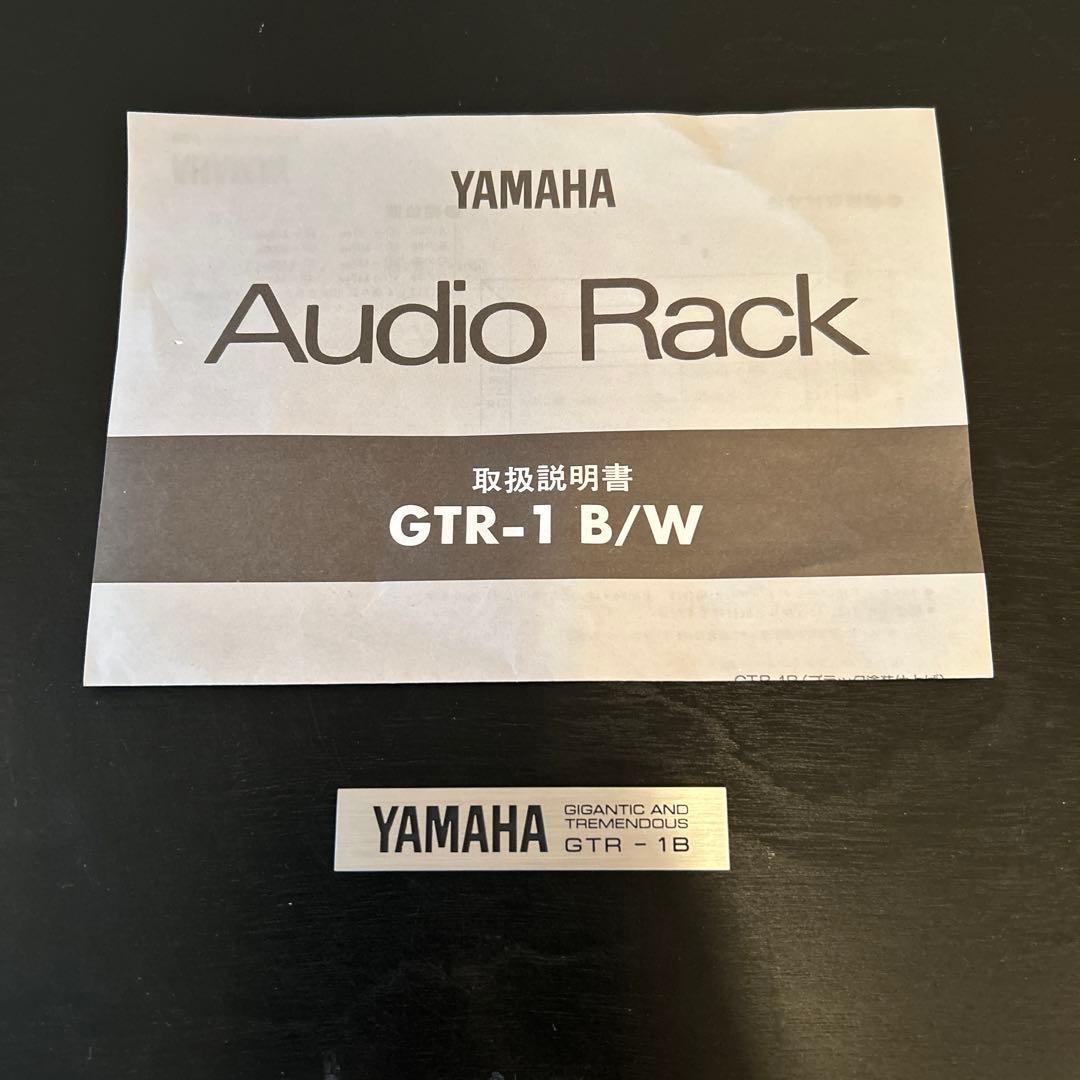 YAMAHA
Audio Rack
取扱説明書
GTR-1 B/W
YAMAHA
GIGANTIC AND
TREMENDOUS
GTR - 1B